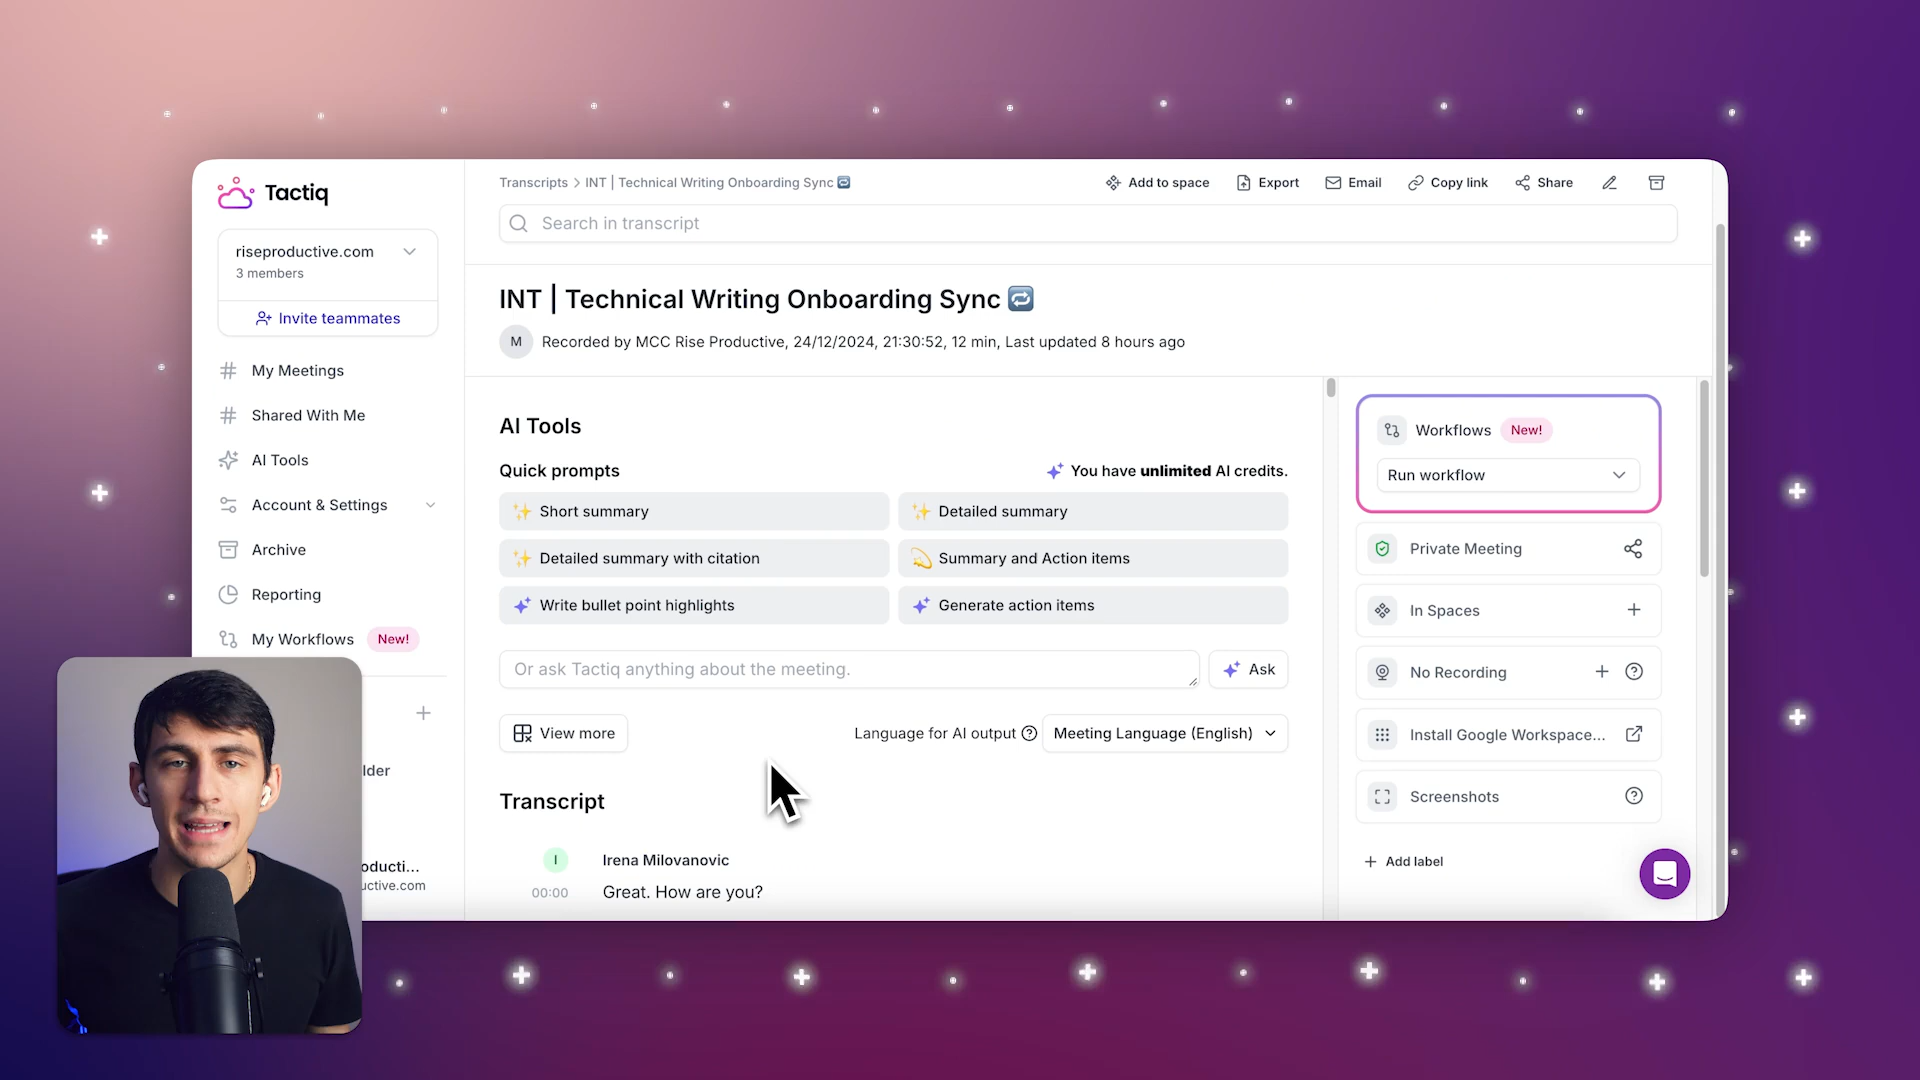 Tactiq
riseproductive.com
3 members
Invite teammates
My Meetings
Shared With Me
AI Tools
Account & Settings
Archive
Reporting
My Workflows New!
lder
oducti...
uctive.com
Transcripts > INT | Technical Writing Onboarding Sync
Add to space
Export
Email
Copy link
Share
Search in transcript
INT | Technical Writing Onboarding Sync
M
Recorded by MCC Rise Productive, 24/12/2024, 21:30:52, 12 min, Last updated 8 hours ago
AI Tools
Quick prompts
You have unlimited AI credits.
Short summary
Detailed summary
Detailed summary with citation
Summary and Action items
Write bullet point highlights
Generate action items
Or ask Tactiq anything about the meeting.
Ask
View more
Language for AI output
Meeting Language (English)
Transcript
I
Irena Milovanovic
00:00
Great. How are you?
Workflows New!
Run workflow
Private Meeting
In Spaces
No Recording
Install Google Workspace...
Screenshots
Add label